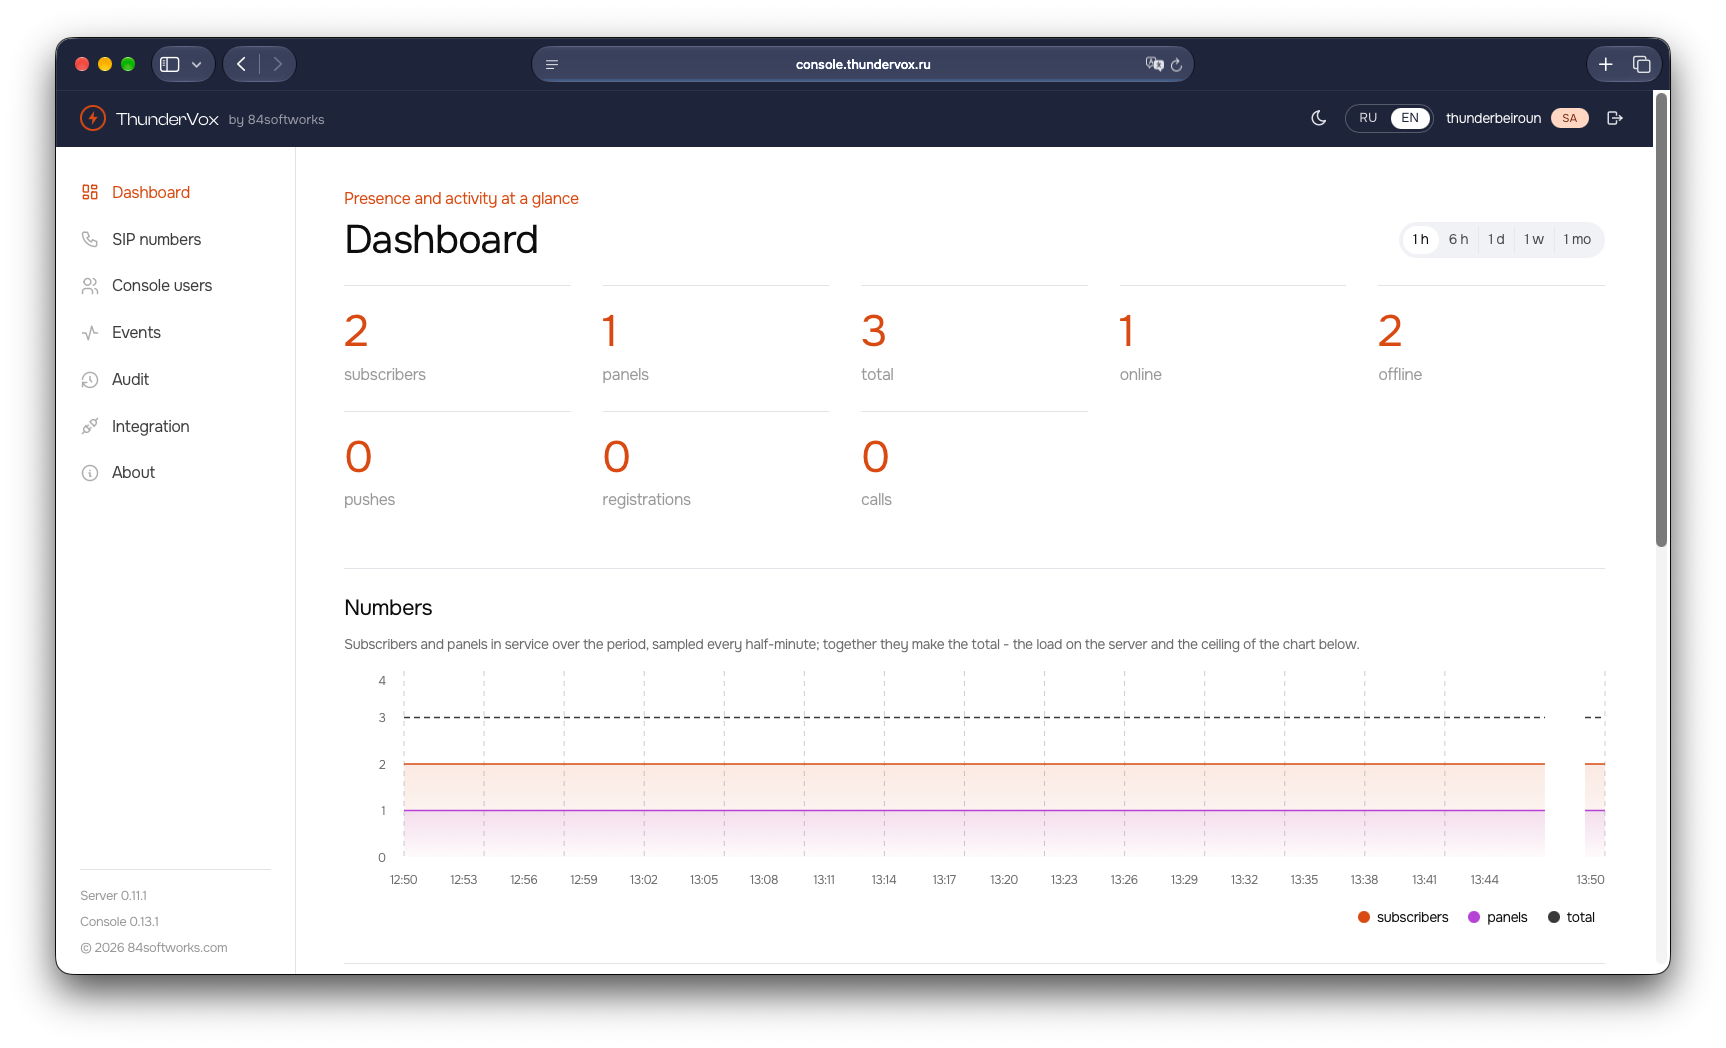 console.thundervox.ru
ThunderVox by 84softworks
RU EN thunderbeiroun SA
Dashboard
SIP numbers
Console users
Events
Audit
Integration
About
Server 0.11.1
Console 0.13.1
© 2026 84softworks.com
Presence and activity at a glance
Dashboard
1 h 6 h 1 d 1 w 1 mo
2 1 3 1 2
subscribers panels total online offline
0 0 0
pushes registrations calls
Numbers
Subscribers and panels in service over the period, sampled every half-minute; together they make the total - the load on the server and the ceiling of the chart below.
4
3
2
1
0
12:50 12:53 12:56 12:59 13:02 13:05 13:08 13:11 13:14 13:17 13:20 13:23 13:26 13:29 13:32 13:35 13:38 13:41 13:44 13:50
subscribers panels total